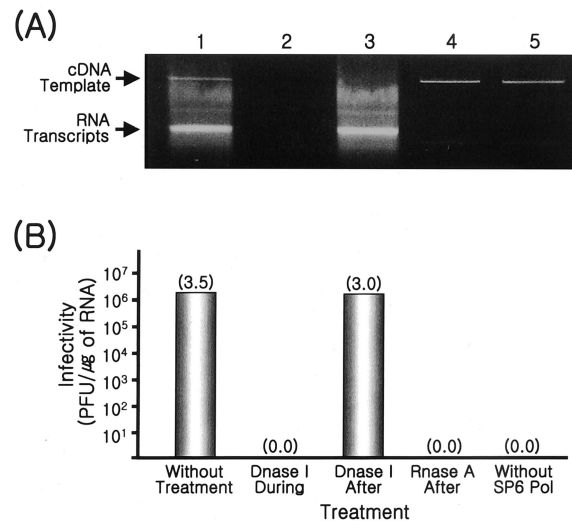 (A)
1 2 3 4 5
cDNA
Template
RNA
Transcripts
(B)
Infectivity
(PFU/㎍ of RNA)
10⁷
10⁶
10⁵
10⁴
10³
10²
10¹
(3.5)
(0.0)
(3.0)
(0.0)
(0.0)
Without
Treatment
Dnase I
During
Dnase I
After
Rnase A
After
Without
SP6 Pol
Treatment